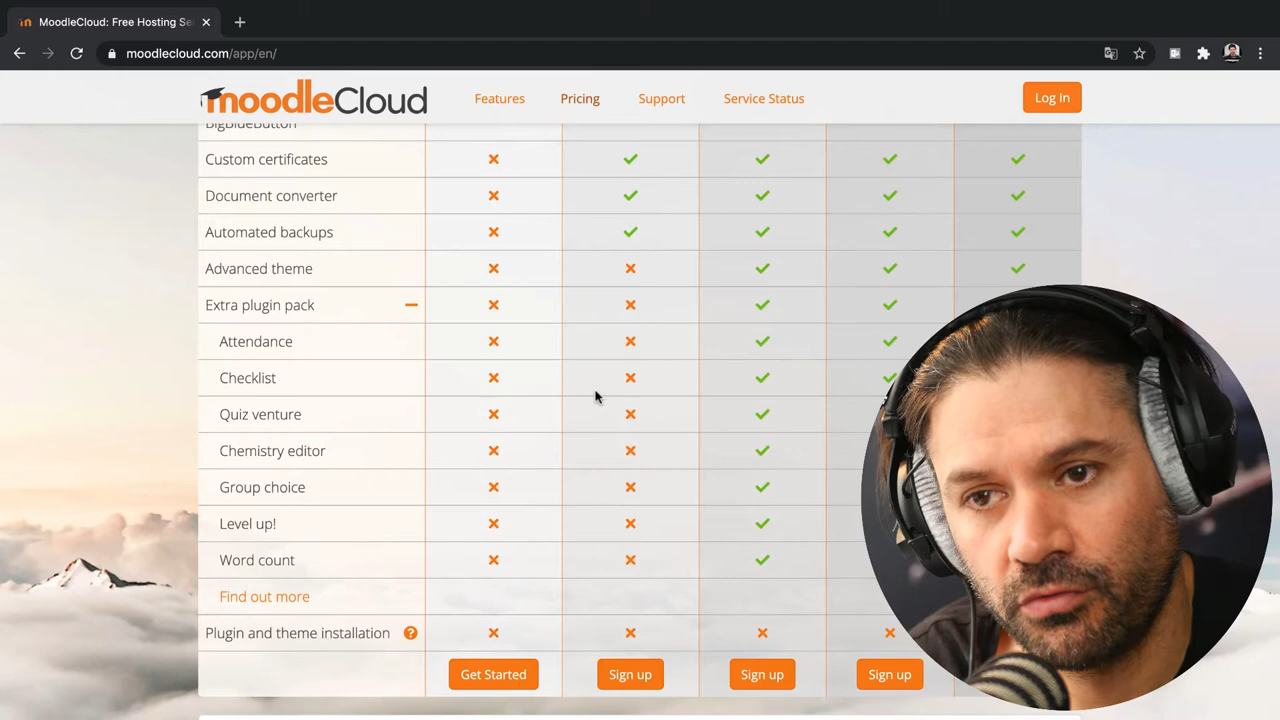 MoodleCloud: Free Hosting Se
moodlecloud.com/app/en/
moodleCloud
Features
Pricing
Support
Service Status
Log In
BigBlueButton
Custom certificates
Document converter
Automated backups
Advanced theme
Extra plugin pack
Attendance
Checklist
Quiz venture
Chemistry editor
Group choice
Level up!
Word count
Find out more
Plugin and theme installation ?
Get Started
Sign up
Sign up
Sign up